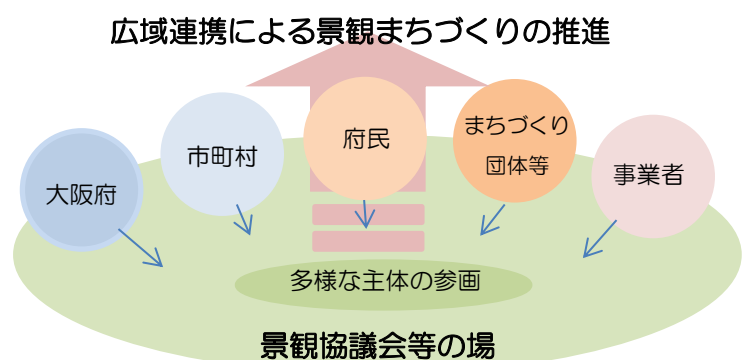 広域連携による景観まちづくりの推進
大阪府
市町村
府民
まちづくり
団体等
事業者
多様な主体の参画
景観協議会等の場